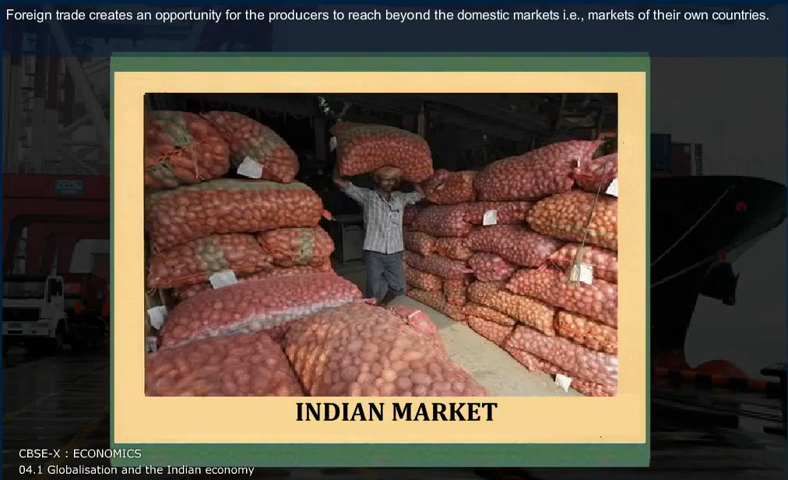 Foreign trade creates an opportunity for the producers to reach beyond the domestic markets i.e., markets of their own countries.
INDIAN MARKET
CBSE-X : ECONOMICS
04.1 Globalisation and the Indian economy